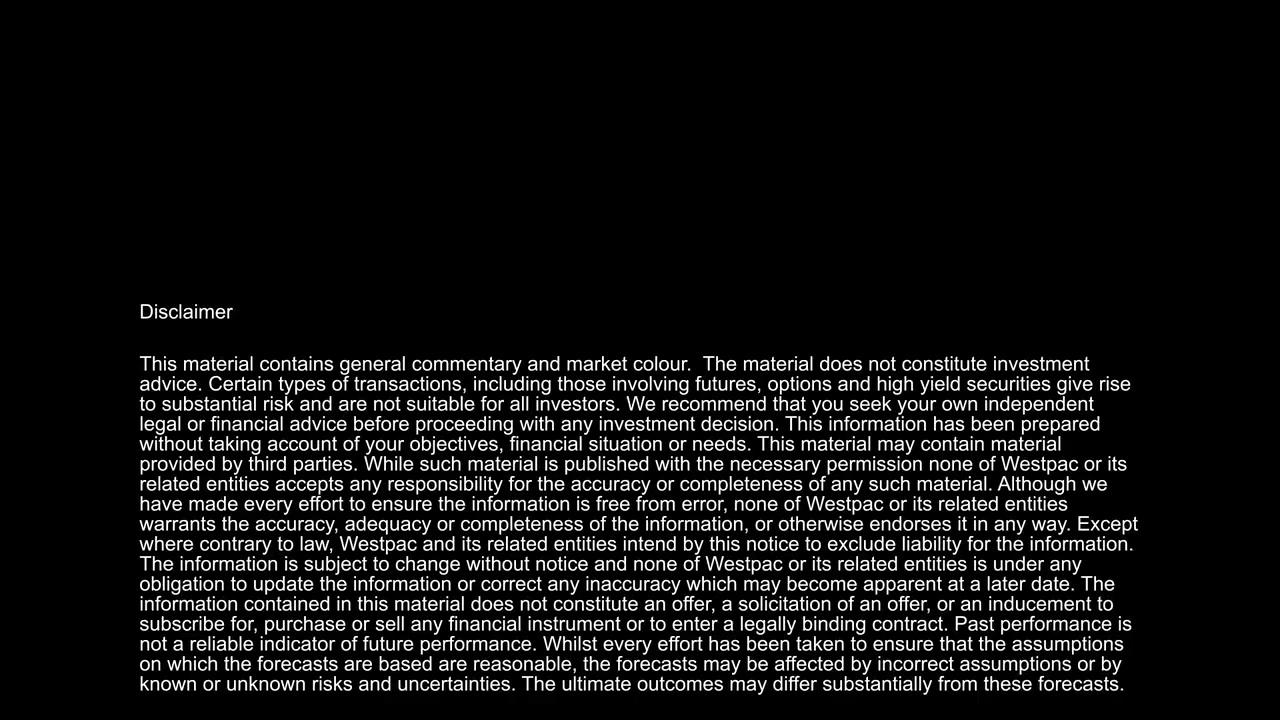 Disclaimer
This material contains general commentary and market colour.  The material does not constitute investment
advice. Certain types of transactions, including those involving futures, options and high yield securities give rise
to substantial risk and are not suitable for all investors. We recommend that you seek your own independent
legal or financial advice before proceeding with any investment decision. This information has been prepared
without taking account of your objectives, financial situation or needs. This material may contain material
provided by third parties. While such material is published with the necessary permission none of Westpac or its
related entities accepts any responsibility for the accuracy or completeness of any such material. Although we
have made every effort to ensure the information is free from error, none of Westpac or its related entities
warrants the accuracy, adequacy or completeness of the information, or otherwise endorses it in any way. Except
where contrary to law, Westpac and its related entities intend by this notice to exclude liability for the information.
The information is subject to change without notice and none of Westpac or its related entities is under any
obligation to update the information or correct any inaccuracy which may become apparent at a later date. The
information contained in this material does not constitute an offer, a solicitation of an offer, or an inducement to
subscribe for, purchase or sell any financial instrument or to enter a legally binding contract. Past performance is
not a reliable indicator of future performance. Whilst every effort has been taken to ensure that the assumptions
on which the forecasts are based are reasonable, the forecasts may be affected by incorrect assumptions or by
known or unknown risks and uncertainties. The ultimate outcomes may differ substantially from these forecasts.